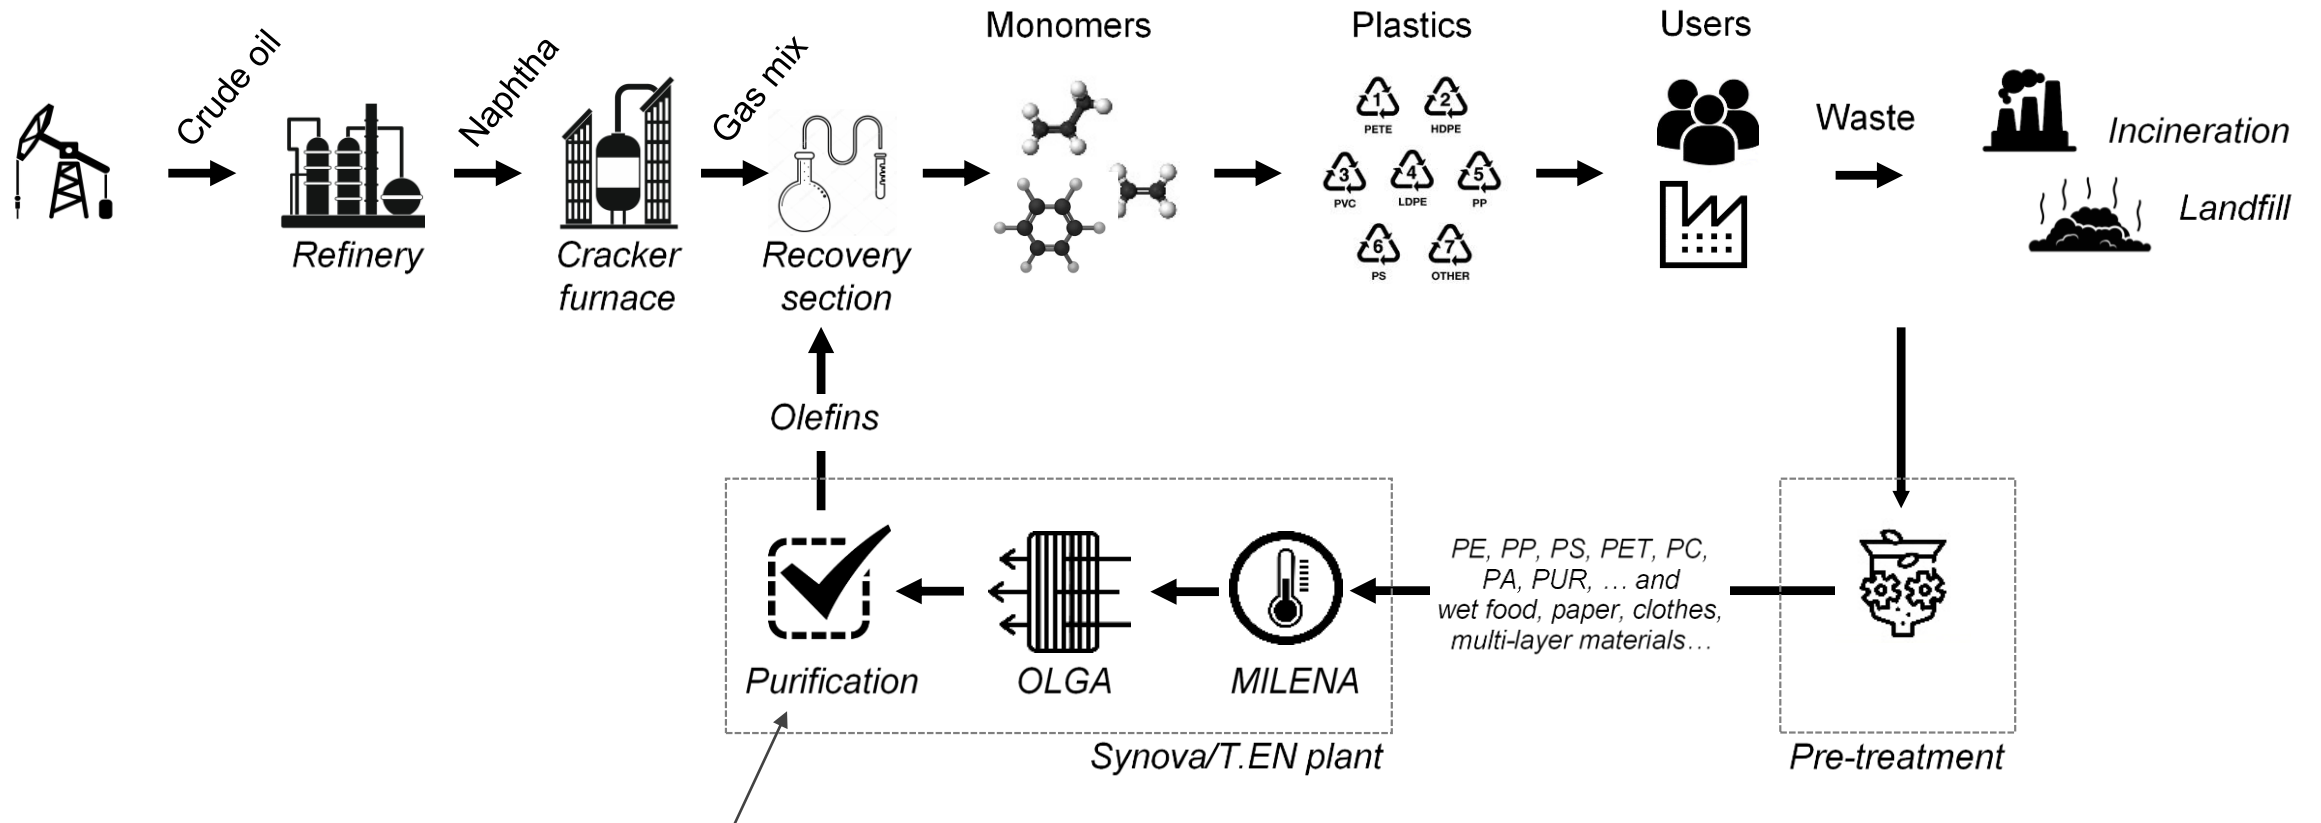 Monomers
Plastics
Users
Crude oil
Naphtha
Gas mix
Waste
Incineration
Landfill
1
PETE
2
HDPE
3
PVC
4
LDPE
5
PP
6
PS
7
OTHER
Refinery
Cracker
furnace
Recovery
section
Olefins
Purification
OLGA
MILENA
PE, PP, PS, PET, PC,
PA, PUR, … and
wet food, paper, clothes,
multi-layer materials…
Synova/T.EN plant
Pre-treatment